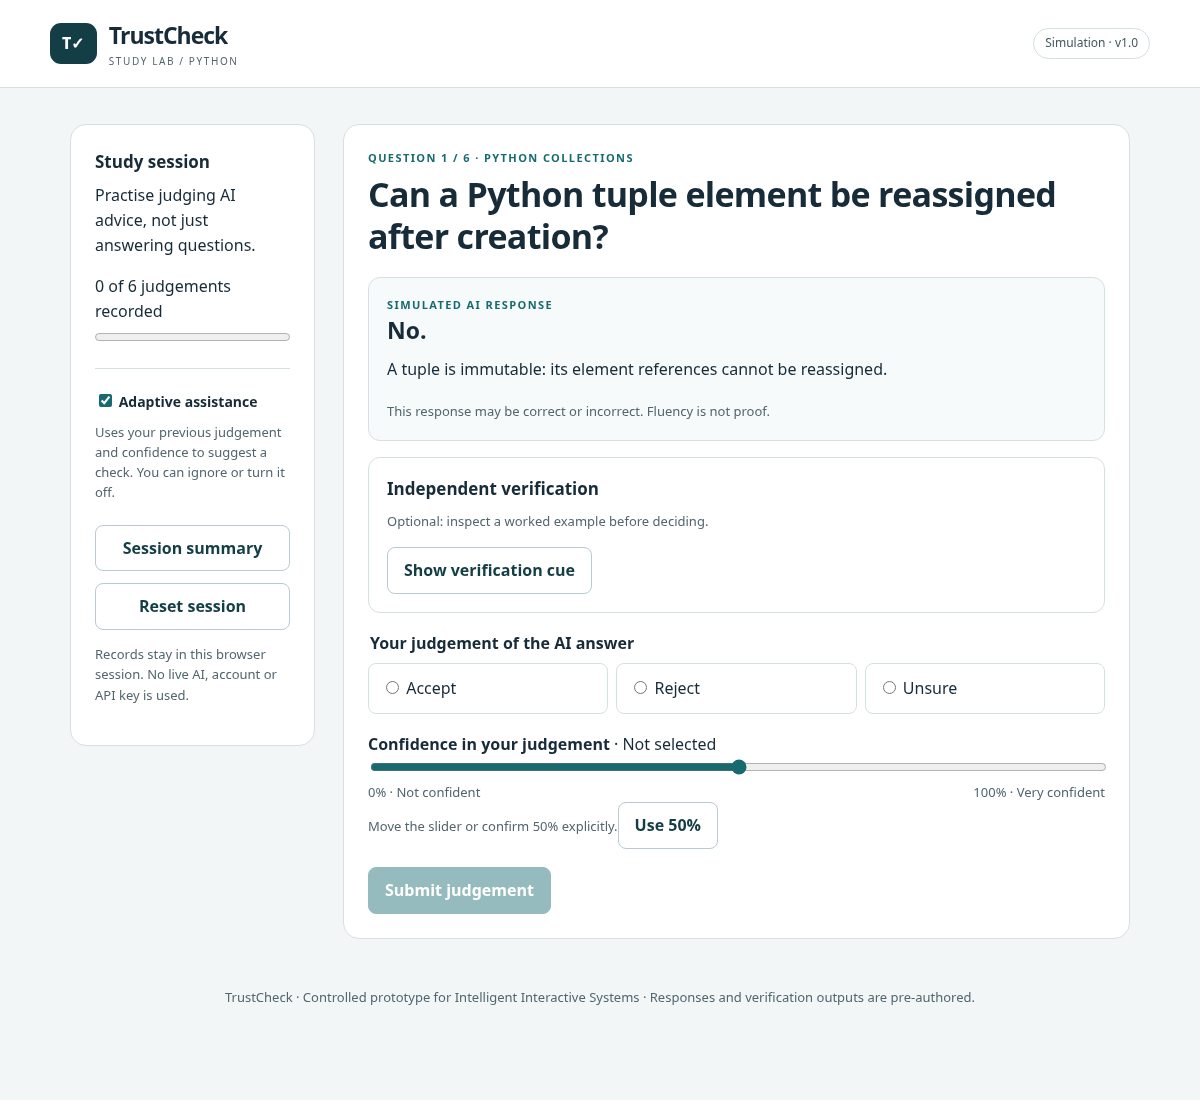 T✓
TrustCheck
STUDY LAB / PYTHON
Simulation · v1.0
Study session
Practise judging AI
advice, not just
answering questions.
0 of 6 judgements
recorded
Adaptive assistance
Uses your previous judgement
and confidence to suggest a
check. You can ignore or turn it
off.
Session summary
Reset session
Records stay in this browser
session. No live AI, account or
API key is used.
QUESTION 1 / 6 · PYTHON COLLECTIONS
Can a Python tuple element be reassigned
after creation?
SIMULATED AI RESPONSE
No.
A tuple is immutable: its element references cannot be reassigned.
This response may be correct or incorrect. Fluency is not proof.
Independent verification
Optional: inspect a worked example before deciding.
Show verification cue
Your judgement of the AI answer
Accept
Reject
Unsure
Confidence in your judgement · Not selected
0% · Not confident
100% · Very confident
Move the slider or confirm 50% explicitly.
Use 50%
Submit judgement
TrustCheck · Controlled prototype for Intelligent Interactive Systems · Responses and verification outputs are pre-authored.